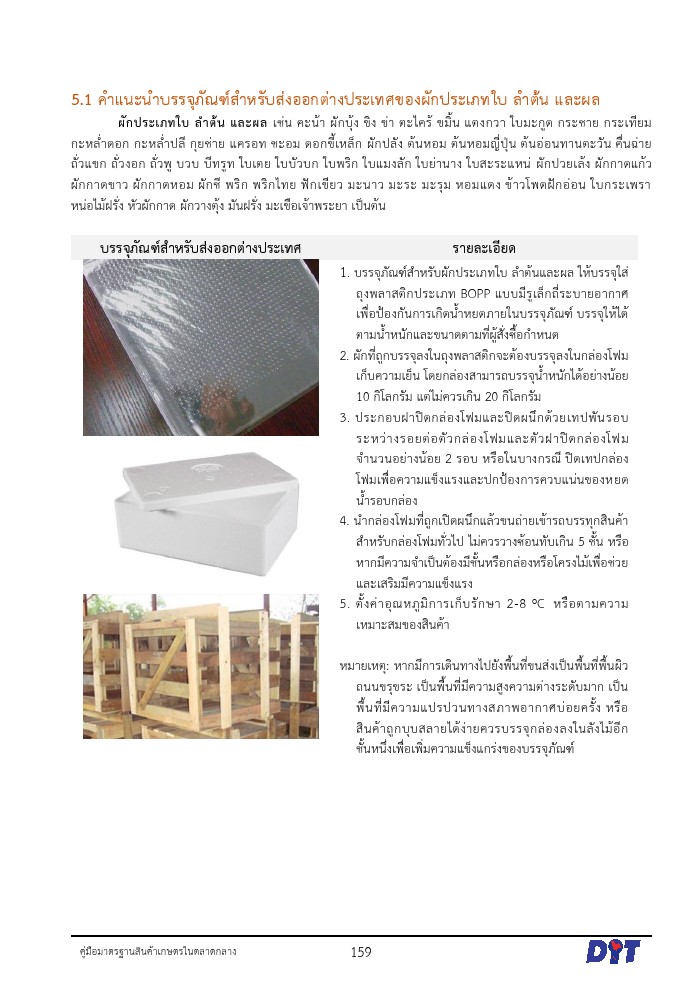 5.1 คำแนะนำบรรจุภัณฑ์สำหรับส่งออกต่างประเทศของผักประเภทใบ ลำต้น และผล
ผักประเภทใบ ลำต้น และผล เช่น คะน้า ผักบุ้ง ขิง ข่า ตะไคร้ ขมิ้น แตงกวา ใบมะกูด กระชาย กระเทียม
กะหล่ำดอก กะหล่ำปลี กุยช่าย แครอท ชะอม ดอกขี้เหล็ก ผักปลัง ต้นหอม ต้นหอมญี่ปุ่น ต้นอ่อนทานตะวัน คื่นฉ่าย
ถั่วแขก ถั่วงอก ถั่วพู บวบ บีทรูท ใบเตย ใบบัวบก ใบพริก ใบแมงลัก ใบย่านาง ใบสะระแหน่ ผักปวยเล้ง ผักกาดแก้ว
ผักกาดขาว ผักกาดหอม ผักชี พริก พริกไทย ฟักเขียว มะนาว มะระ มะรุม หอมแดง ข้าวโพดฝักอ่อน ใบกระเพรา
หน่อไม้ฝรั่ง หัวผักกาด ผักวางตุ้ง มันฝรั่ง มะเขือเจ้าพระยา เป็นต้น
บรรจุภัณฑ์สำหรับส่งออกต่างประเทศ รายละเอียด
1. บรรจุภัณฑ์สำหรับผักประเภทใบ ลำต้นและผล ให้บรรจุใส่
ถุงพลาสติกประเภท BOPP แบบมีรูเล็กถี่ระบายอากาศ
เพื่อป้องกันการเกิดน้ำหยดภายในบรรจุภัณฑ์ บรรจุให้ได้
ตามน้ำหนักและขนาดตามที่ผู้สั่งซื้อกำหนด
2. ผักที่ถูกบรรจุลงในถุงพลาสติกจะต้องบรรจุลงในกล่องโฟม
เก็บความเย็น โดยกล่องสามารถบรรจุน้ำหนักได้อย่างน้อย
10 กิโลกรัม แต่ไม่ควรเกิน 20 กิโลกรัม
3. ประกอบฝาปิดกล่องโฟมและปิดผนึกด้วยเทปพันรอบ
ระหว่างรอยต่อตัวกล่องโฟมและตัวฝาปิดกล่องโฟม
จำนวนอย่างน้อย 2 รอบ หรือในบางกรณี ปิดเทปกล่อง
โฟมเพื่อความแข็งแรงและปกป้องการควบแน่นของหยด
น้ำรอบกล่อง
4. นำกล่องโฟมที่ถูกปิดผนึกแล้วขนถ่ายเข้ารถบรรทุกสินค้า
สำหรับกล่องโฟมทั่วไป ไม่ควรวางซ้อนทับเกิน 5 ชั้น หรือ
หากมีความจำเป็นต้องมีชั้นหรือกล่องหรือโครงไม้เพื่อช่วย
และเสริมมีความแข็งแรง
5. ตั้งค่าอุณหภูมิการเก็บรักษา 2-8 ºC หรือตามความ
เหมาะสมของสินค้า
หมายเหตุ: หากมีการเดินทางไปยังพื้นที่ขนส่งเป็นพื้นที่พื้นผิว
ถนนขรุขระ เป็นพื้นที่มีความสูงความต่างระดับมาก เป็น
พื้นที่มีความแปรปวนทางสภาพอากาศบ่อยครั้ง หรือ
สินค้าถูกบุบสลายได้ง่ายควรบรรจุกล่องลงในลังไม้อีก
ชั้นหนึ่งเพื่อเพิ่มความแข็งแกร่งของบรรจุภัณฑ์
คู่มือมาตรฐานสินค้าเกษตรในตลาดกลาง 159 DIT